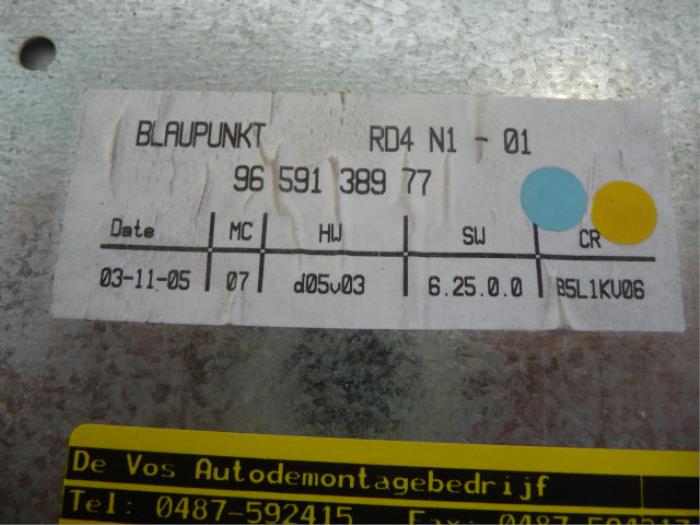 BLAUPUNKT RD4 N1 - 01
96 591 389 77
Date MC HW SW CR
03-11-05 07 d05v03 6.25.0.0 B5L1KV06
De Vos Autodemontagebedrijf
Tel: 0487-592415 Fax: